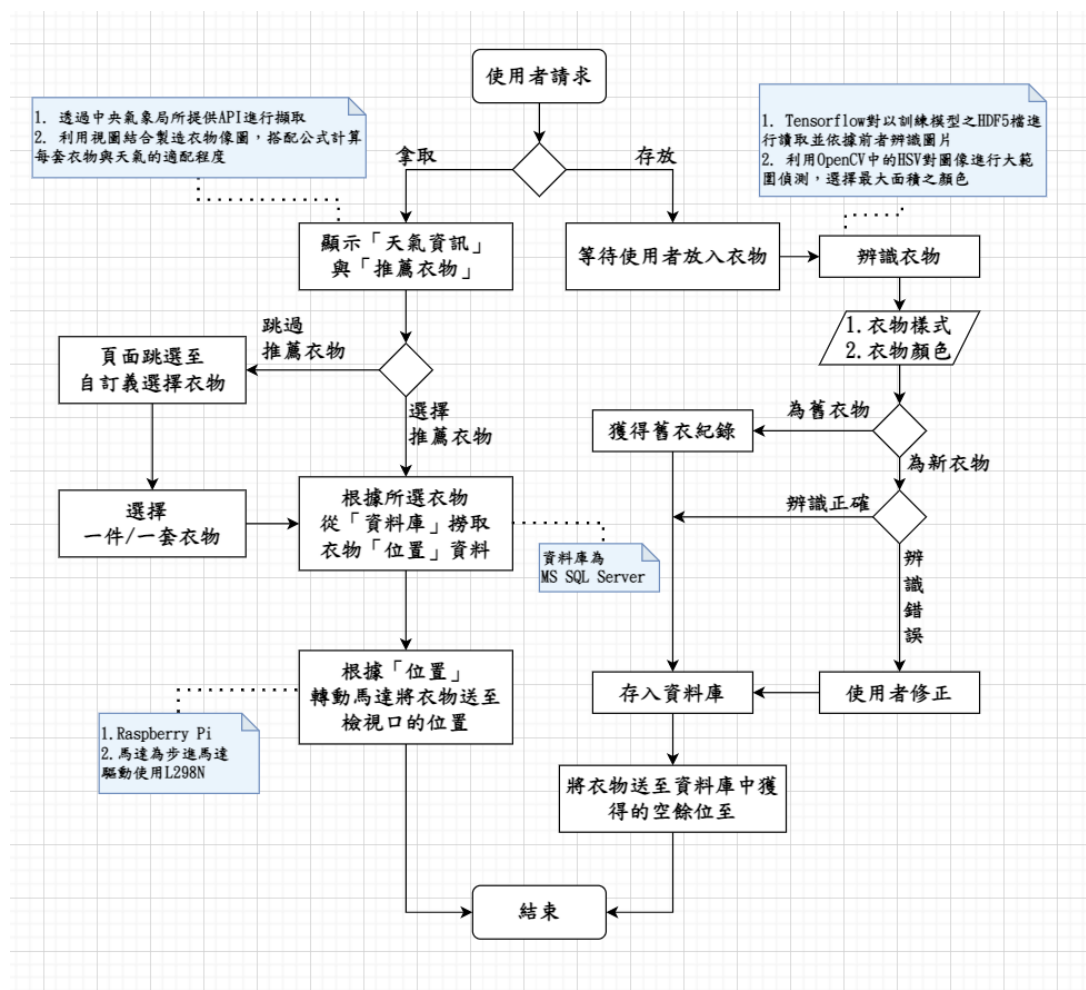 使用者請求
1. 透過中央氣象局所提供API進行擷取
2. 利用視圖結合製造衣物像圖，搭配公式計算
每套衣物與天氣的適配程度
1. Tensorflow對以訓練模型之HDF5檔進
行讀取並依據前者辨識圖片
2. 利用OpenCV中的HSV對圖像進行大範
圍偵測，選擇最大面積之顏色
拿取
存放
顯示「天氣資訊」
與「推薦衣物」
等待使用者放入衣物
辨識衣物
跳過
推薦衣物
1.衣物樣式
2.衣物顏色
頁面跳選至
自訂義選擇衣物
選擇
推薦衣物
為舊衣物
獲得舊衣紀錄
為新衣物
選擇
一件/一套衣物
根據所選衣物
從「資料庫」撈取
衣物「位置」資料
辨識正確
資料庫為
MS SQL Server
辨
識
錯
誤
根據「位置」
轉動馬達將衣物送至
檢視口的位置
存入資料庫
使用者修正
1.Raspberry Pi
2.馬達為步進馬達
驅動使用L298N
將衣物送至資料庫中獲
得的空餘位至
結束